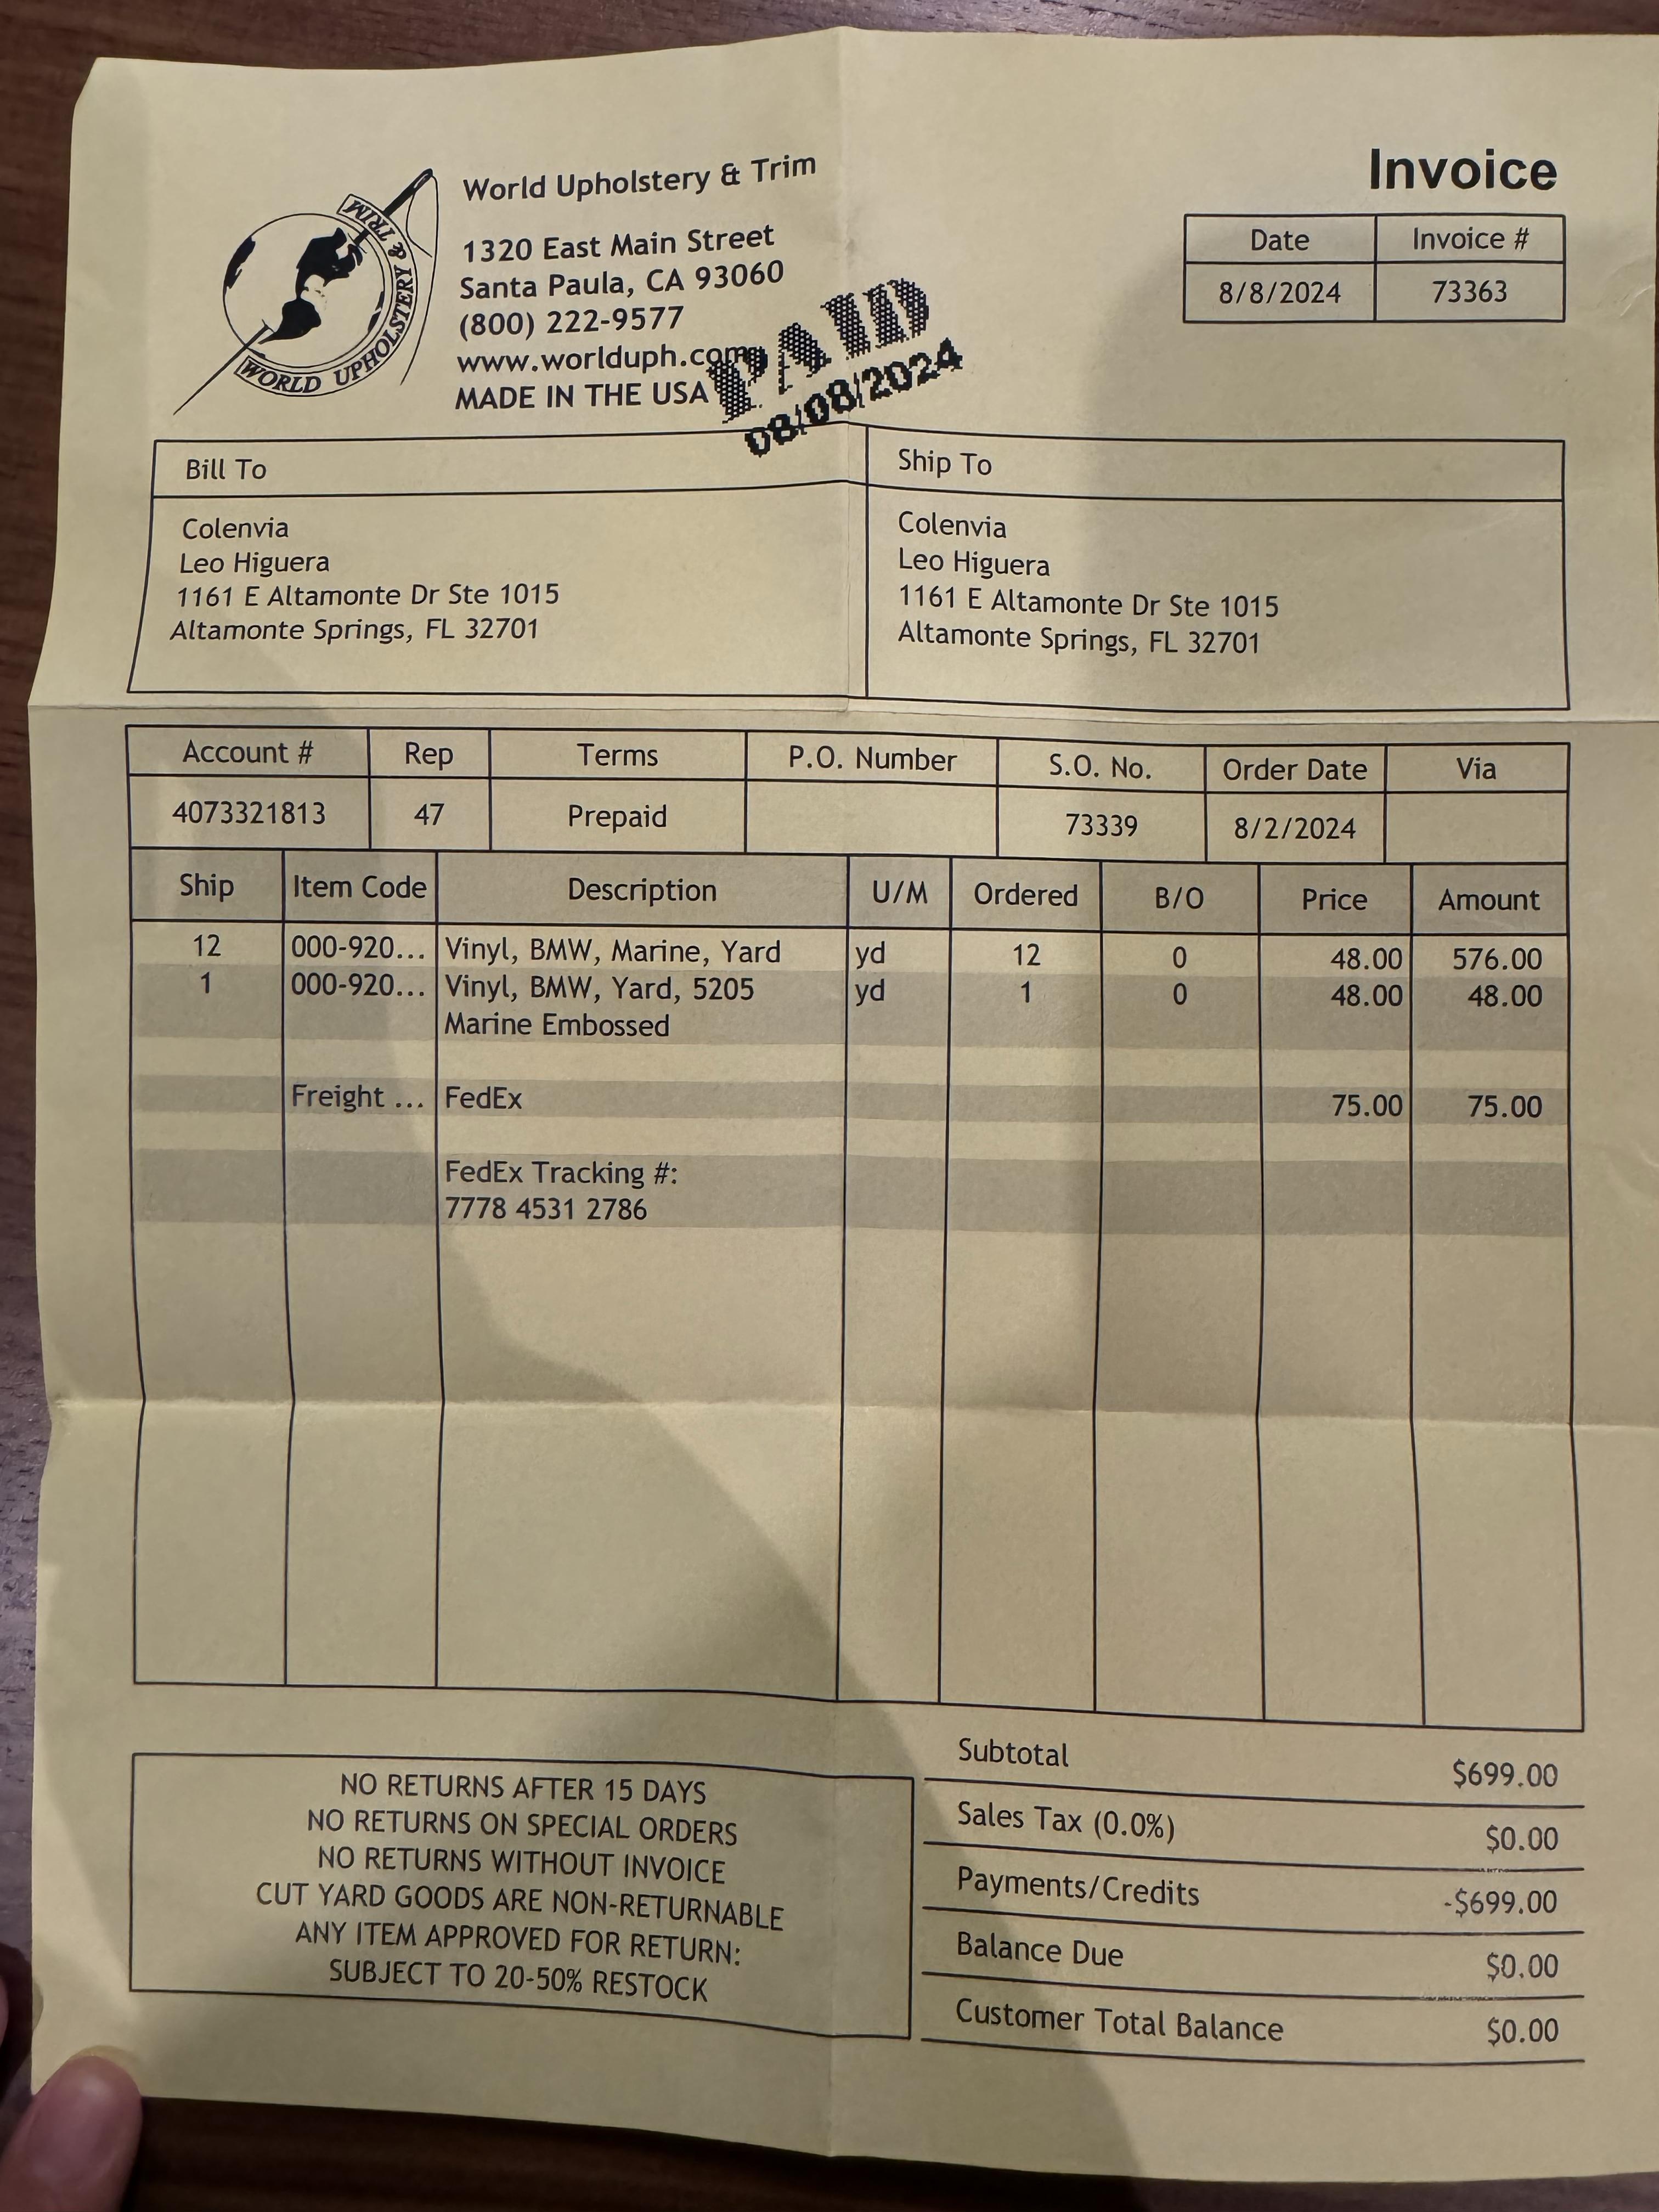 WORLD UPHOLSTERY & TRIM
World Upholstery & Trim
1320 East Main Street
Santa Paula, CA 93060
(800) 222-9577
www.worlduph.com
MADE IN THE USA
PAID
08/08/2024
Invoice
Date Invoice #
8/8/2024 73363
Bill To
Colenvia
Leo Higuera
1161 E Altamonte Dr Ste 1015
Altamonte Springs, FL 32701
Ship To
Colenvia
Leo Higuera
1161 E Altamonte Dr Ste 1015
Altamonte Springs, FL 32701
Account # Rep Terms P.O. Number S.O. No. Order Date Via
4073321813 47 Prepaid 73339 8/2/2024
Ship Item Code Description U/M Ordered B/O Price Amount
12 000-920... Vinyl, BMW, Marine, Yard yd 12 0 48.00 576.00
1 000-920... Vinyl, BMW, Yard, 5205 yd 1 0 48.00 48.00
Marine Embossed
Freight ... FedEx 75.00 75.00
FedEx Tracking #:
7778 4531 2786
NO RETURNS AFTER 15 DAYS
NO RETURNS ON SPECIAL ORDERS
NO RETURNS WITHOUT INVOICE
CUT YARD GOODS ARE NON-RETURNABLE
ANY ITEM APPROVED FOR RETURN:
SUBJECT TO 20-50% RESTOCK
Subtotal $699.00
Sales Tax (0.0%) $0.00
Payments/Credits -$699.00
Balance Due $0.00
Customer Total Balance $0.00